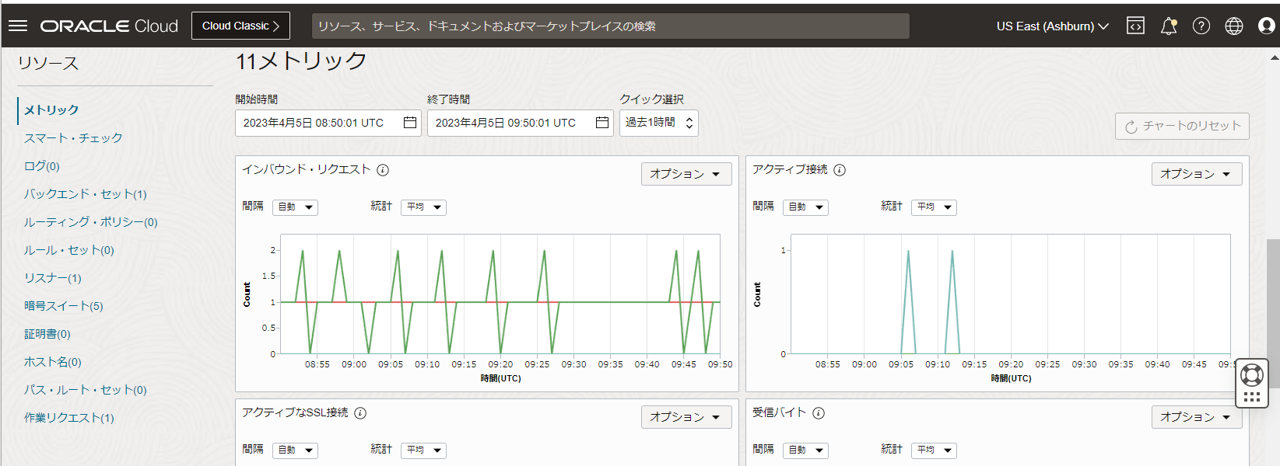 ORACLE Cloud Cloud Classic リソース、サービス、ドキュメントおよびマーケットプレイスの検索 US East (Ashburn)
リソース
メトリック
スマート・チェック
ログ(0)
バックエンド・セット(1)
ルーティング・ポリシー(0)
ルール・セット(0)
リスナー(1)
暗号スイート(5)
証明書(0)
ホスト名(0)
パス・ルート・セット(0)
作業リクエスト(1)
11メトリック
開始時間 終了時間 クイック選択
2023年4月5日 08:50:01 UTC 2023年4月5日 09:50:01 UTC 過去1時間
チャートのリセット
インバウンド・リクエスト オプション
間隔 自動 統計 平均
Count
2
1.5
1
0.5
0
08:55 09:00 09:05 09:10 09:15 09:20 09:25 09:30 09:35 09:40 09:45 09:50
時間(UTC)
アクティブ接続 オプション
間隔 自動 統計 平均
Count
1
0
08:55 09:00 09:05 09:10 09:15 09:20 09:25 09:30 09:35 09:40 09:45
時間(UTC)
アクティブなSSL接続 オプション
間隔 自動 統計 平均
受信バイト オプション
間隔 自動 統計 平均